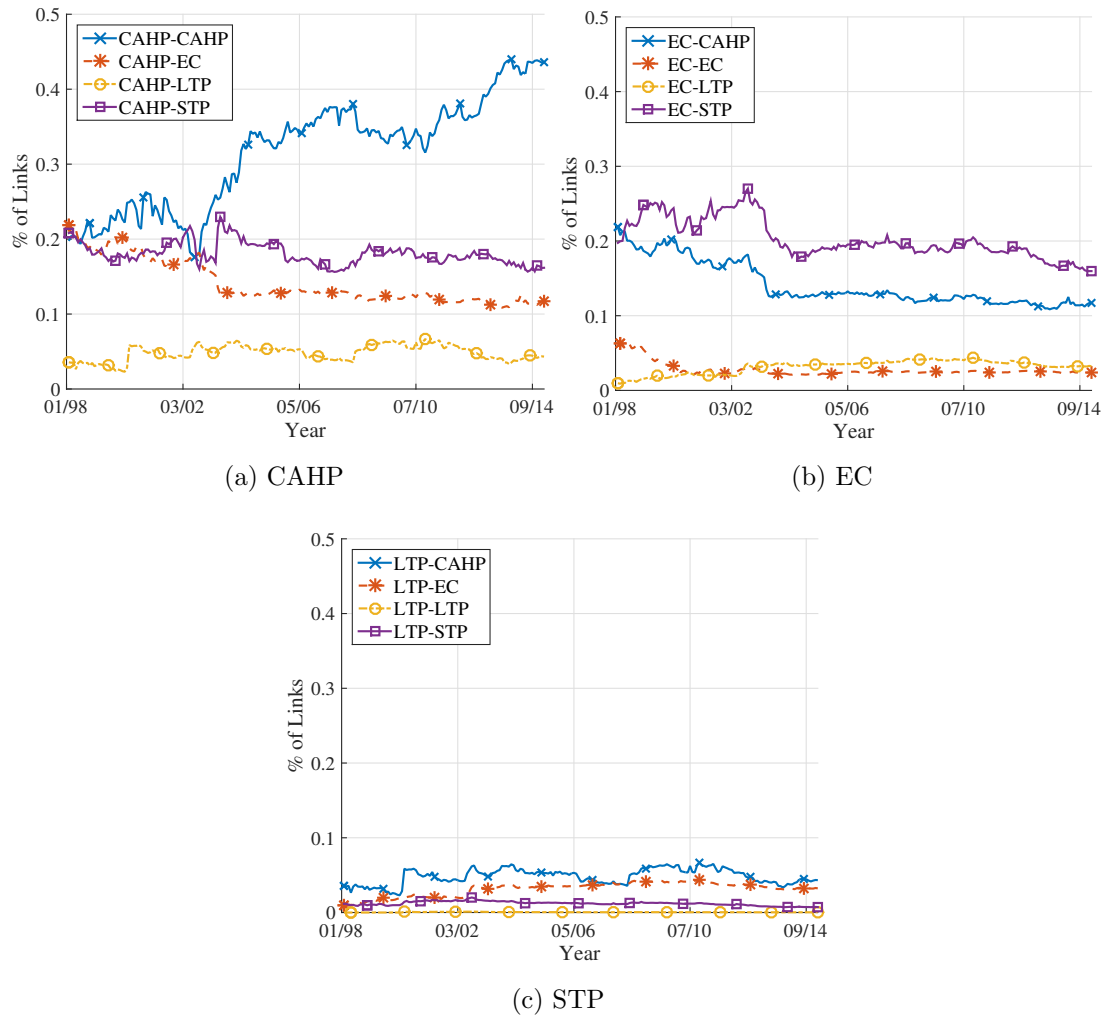 0.5
0.4
0.3
0.2
0.1
0
% of Links
CAHP-CAHP
CAHP-EC
CAHP-LTP
CAHP-STP
01/98 03/02 05/06 07/10 09/14
Year
(a) CAHP
0.5
0.4
0.3
0.2
0.1
0
% of Links
EC-CAHP
EC-EC
EC-LTP
EC-STP
01/98 03/02 05/06 07/10 09/14
Year
(b) EC
0.5
0.4
0.3
0.2
0.1
0
% of Links
LTP-CAHP
LTP-EC
LTP-LTP
LTP-STP
01/98 03/02 05/06 07/10 09/14
Year
(c) STP